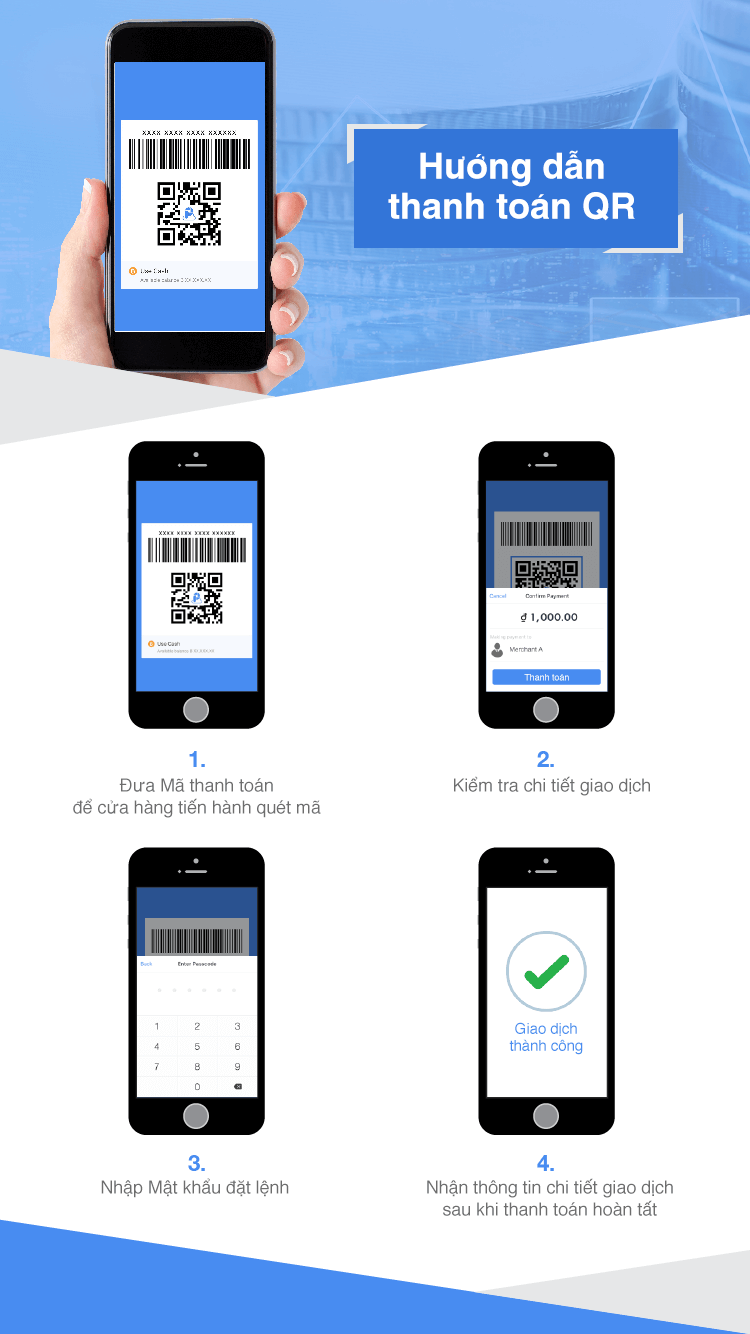 XXXX XXXX XXXX XXXXXX
Use Cash
Hướng dẫn
thanh toán QR
XXXX XXXX XXXX XXXXXX
Use Cash
1.
Đưa Mã thanh toán
để cửa hàng tiến hành quét mã
Cancel Confirm Payment
₫ 1,000.00
Merchant A
Thanh toán
2.
Kiểm tra chi tiết giao dịch
Back Enter Passcode
1 2 3
4 5 6
7 8 9
0
3.
Nhập Mật khẩu đặt lệnh
Giao dịch
thành công
4.
Nhận thông tin chi tiết giao dịch
sau khi thanh toán hoàn tất